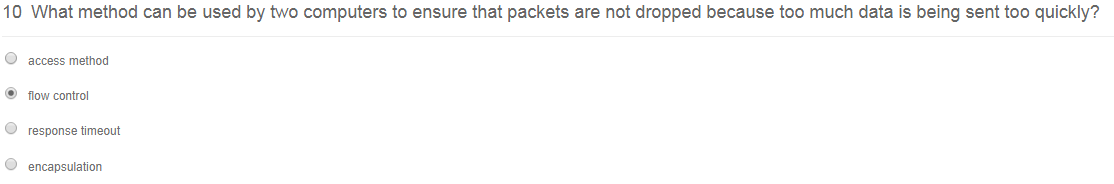 10 What method can be used by two computers to ensure that packets are not dropped because too much data is being sent too quickly?
access method
flow control
response timeout
encapsulation